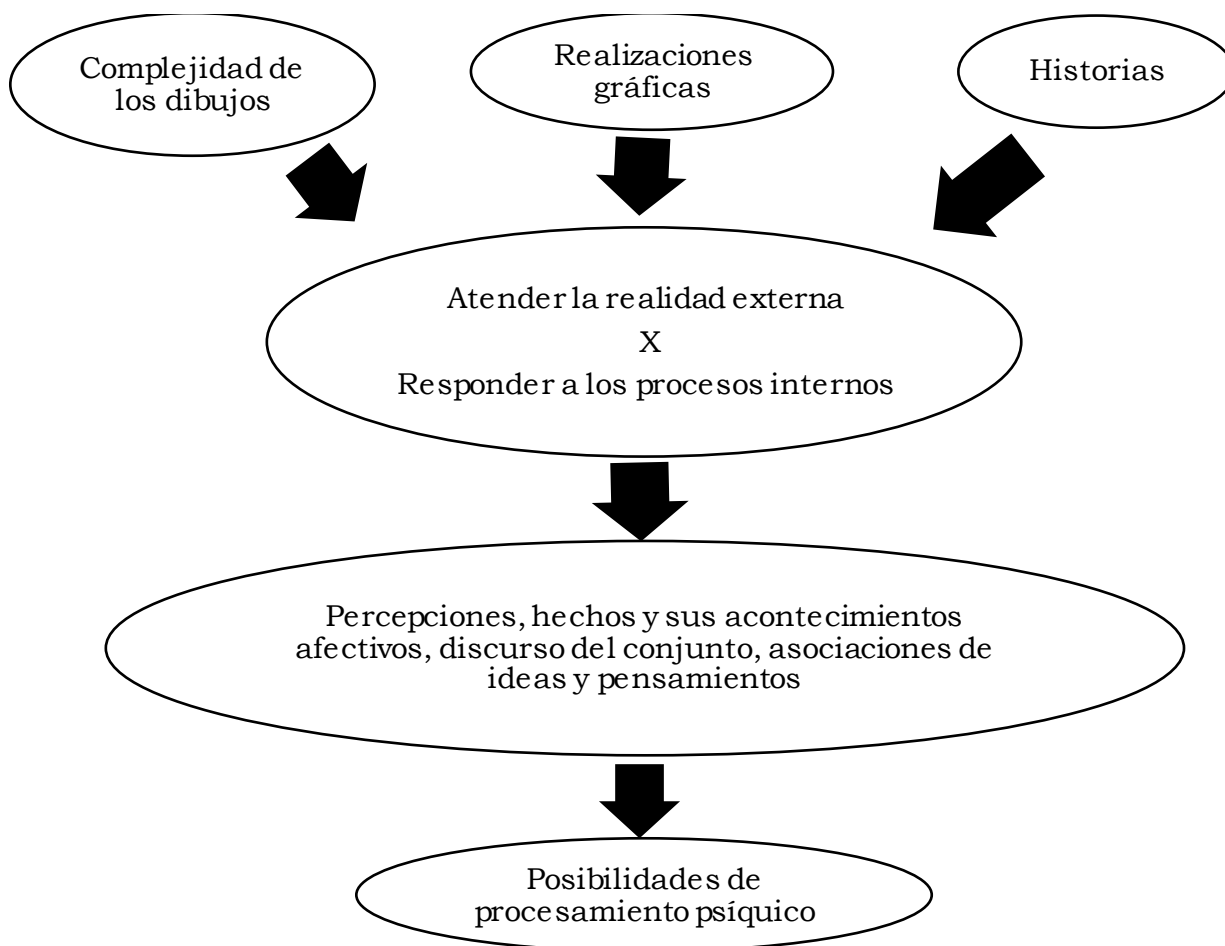 Complejidad de
los dibujos
Realizaciones
gráficas
Historias
Atender la realidad externa
X
Responder a los procesos internos
Percepciones, hechos y sus acontecimientos
afectivos, discurso del conjunto, asociaciones de
ideas y pensamientos
Posibilidades de
procesamiento psíquico